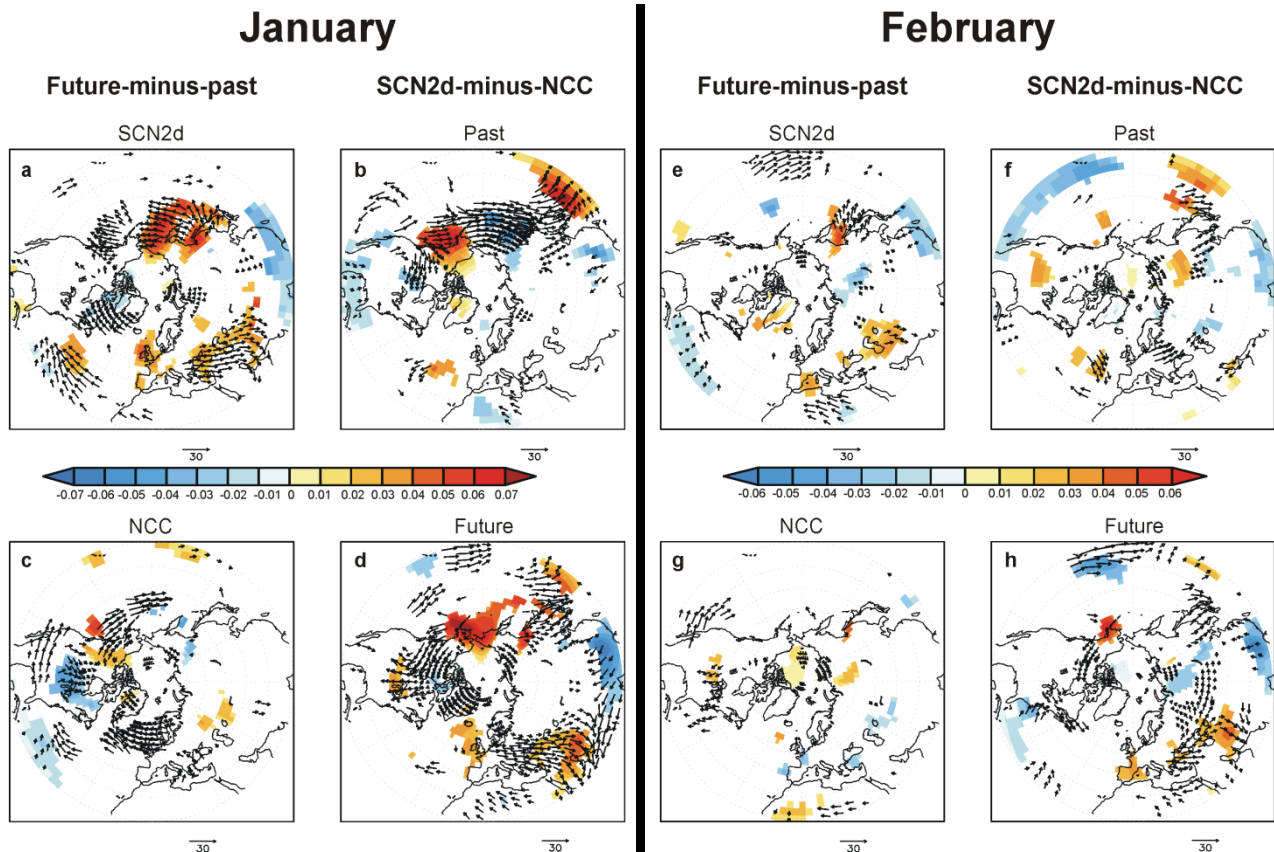 January
February
Future-minus-past
SCN2d-minus-NCC
Future-minus-past
SCN2d-minus-NCC
SCN2d
Past
SCN2d
Past
a
b
e
f
30
30
30
30
-0.07 -0.06 -0.05 -0.04 -0.03 -0.02 -0.01 0 0.01 0.02 0.03 0.04 0.05 0.06 0.07
-0.06 -0.05 -0.04 -0.03 -0.02 -0.01 0 0.01 0.02 0.03 0.04 0.05 0.06
NCC
Future
NCC
Future
c
d
g
h
30
30
30
30